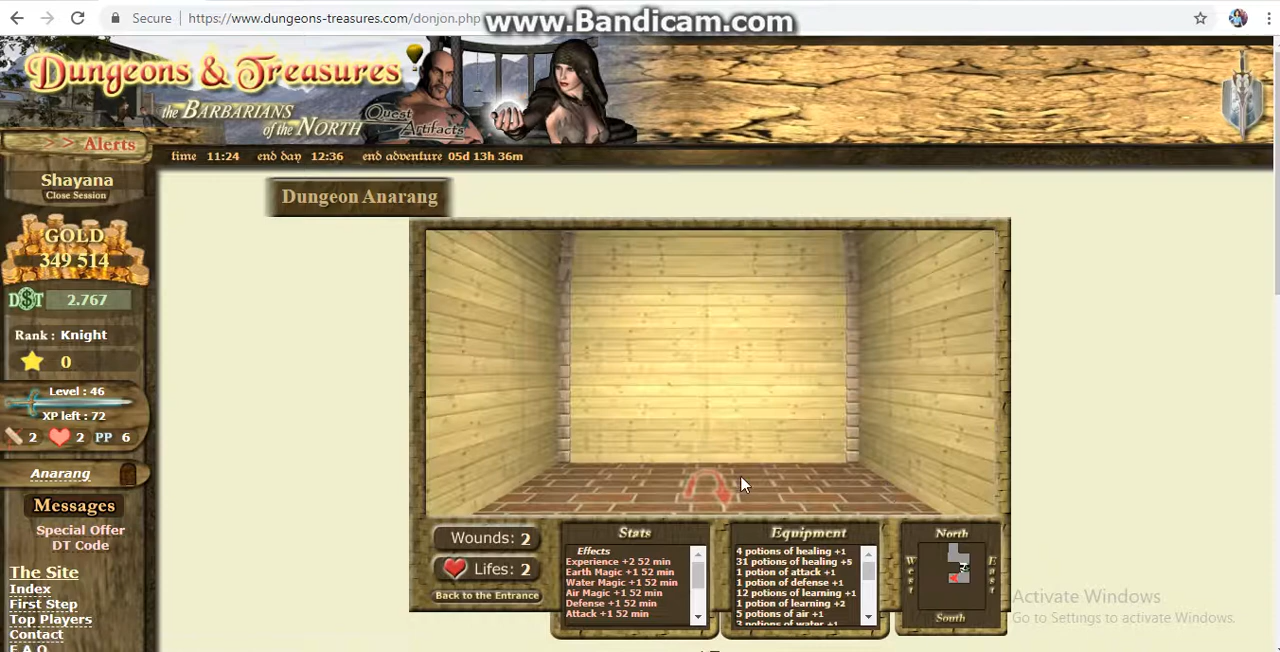 Secure | https://www.dungeons-treasures.com/donjon.php
www.Bandicam.com
Dungeons & Treasures
the BARBARIANS
of the NORTH
Quest
Artifacts
> > Alerts
time 11:24 end day 12:36 end adventure 05d 13h 36m
Shayana
Close Session
Dungeon Anarang
GOLD
349 514
D$T 2.767
Rank : Knight
0
Level : 46
XP left : 72
2 2 PP 6
Anarang
Messages
Special Offer
DT Code
The Site
Index
First Step
Top Players
Contact
F.A.Q
Wounds: 2
Lifes: 2
Back to the Entrance
Stats
Effects
Experience +2 52 min
Earth Magic +1 52 min
Water Magic +1 52 min
Air Magic +1 52 min
Defense +1 52 min
Attack +1 52 min
Equipment
4 potions of healing +1
31 potions of healing +5
1 potion of attack +1
1 potion of defense +1
12 potions of learning +1
1 potion of learning +2
5 potions of air +1
3 potions of water +1
North
West
East
South
Activate Windows
Go to Settings to activate Windows.